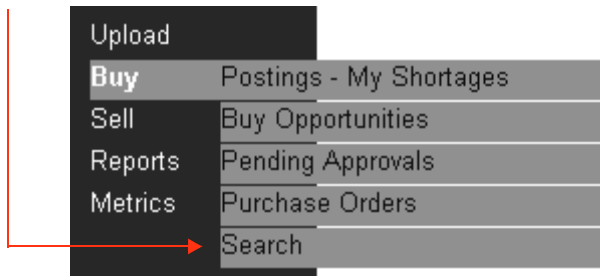 Upload
Buy Postings - My Shortages
Sell Buy Opportunities
Reports Pending Approvals
Metrics Purchase Orders
Search